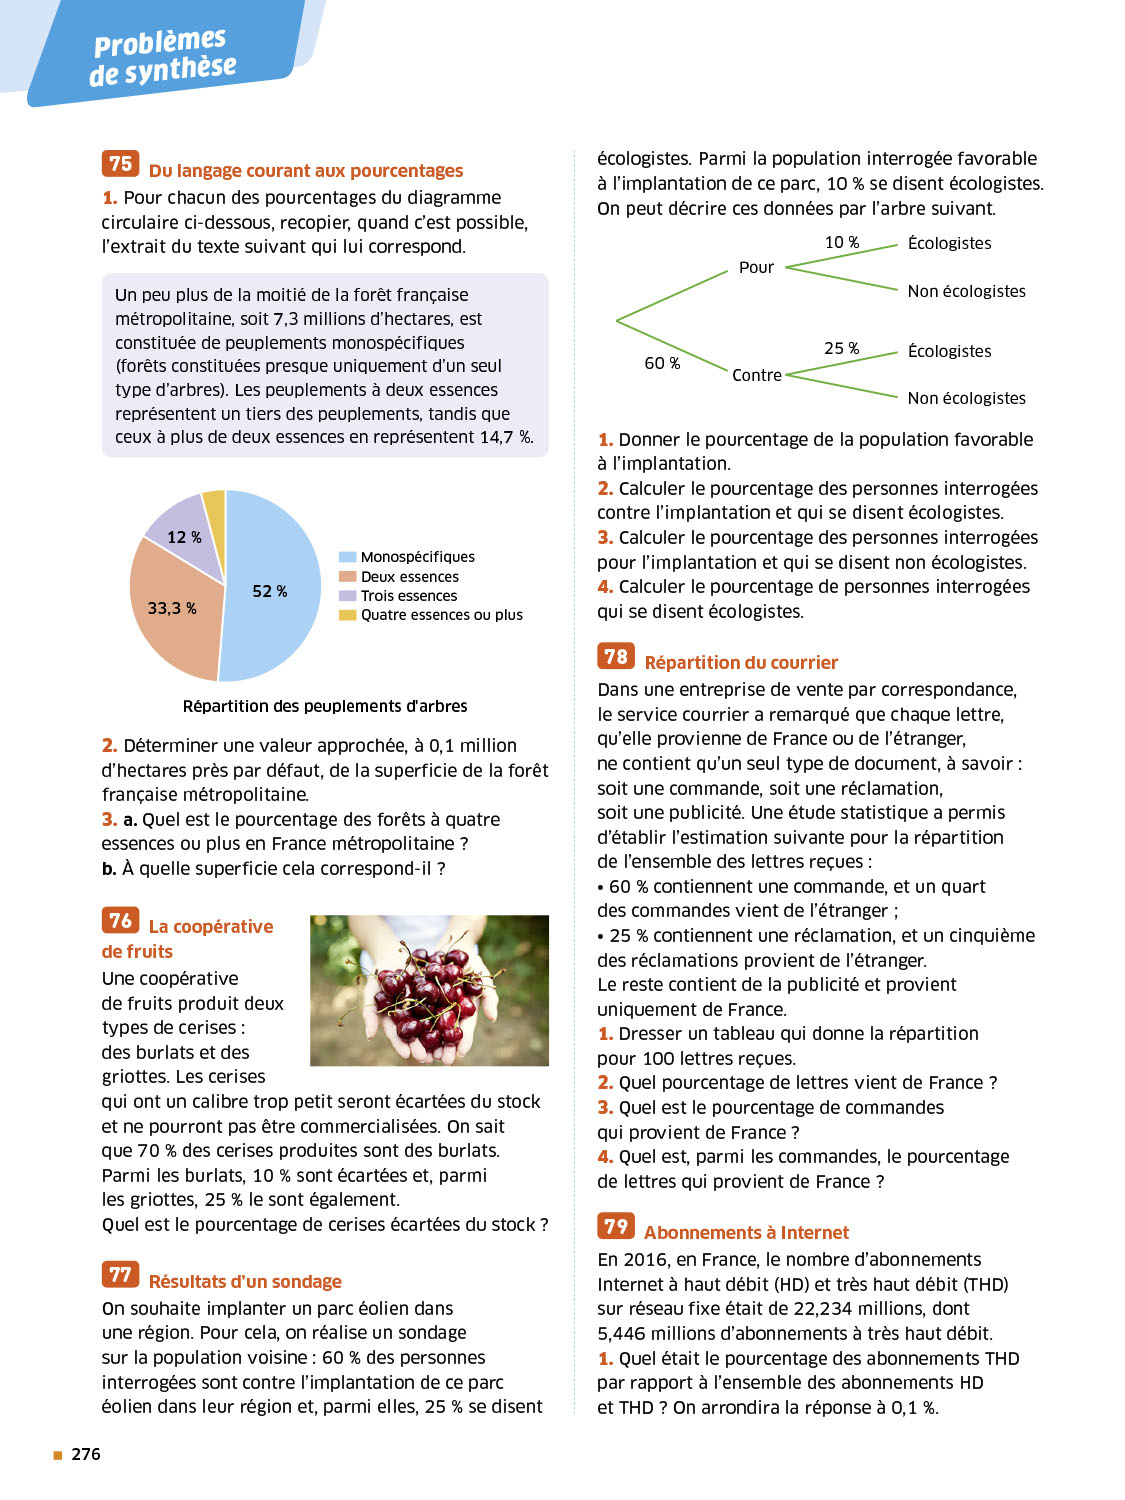 Problèmes
de synthèse
75 Du langage courant aux pourcentages
1. Pour chacun des pourcentages du diagramme
circulaire ci-dessous, recopier, quand c'est possible,
l'extrait du texte suivant qui lui correspond.
Un peu plus de la moitié de la forêt française
métropolitaine, soit 7,3 millions d'hectares, est
constituée de peuplements monospécifiques
(forêts constituées presque uniquement d'un seul
type d'arbres). Les peuplements à deux essences
représentent un tiers des peuplements, tandis que
ceux à plus de deux essences en représentent 14,7 %.
12 %
52 %
33,3 %
Monospécifiques
Deux essences
Trois essences
Quatre essences ou plus
Répartition des peuplements d'arbres
2. Déterminer une valeur approchée, à 0,1 million
d'hectares près par défaut, de la superficie de la forêt
française métropolitaine.
3. a. Quel est le pourcentage des forêts à quatre
essences ou plus en France métropolitaine ?
b. À quelle superficie cela correspond-il ?
76 La coopérative
de fruits
Une coopérative
de fruits produit deux
types de cerises :
des burlats et des
griottes. Les cerises
qui ont un calibre trop petit seront écartées du stock
et ne pourront pas être commercialisées. On sait
que 70 % des cerises produites sont des burlats.
Parmi les burlats, 10 % sont écartées et, parmi
les griottes, 25 % le sont également.
Quel est le pourcentage de cerises écartées du stock ?
77 Résultats d'un sondage
On souhaite implanter un parc éolien dans
une région. Pour cela, on réalise un sondage
sur la population voisine : 60 % des personnes
interrogées sont contre l'implantation de ce parc
éolien dans leur région et, parmi elles, 25 % se disent
écologistes. Parmi la population interrogée favorable
à l'implantation de ce parc, 10 % se disent écologistes.
On peut décrire ces données par l'arbre suivant.
10 %
Écologistes
Pour
Non écologistes
25 %
Écologistes
60 %
Contre
Non écologistes
1. Donner le pourcentage de la population favorable
à l'implantation.
2. Calculer le pourcentage des personnes interrogées
contre l'implantation et qui se disent écologistes.
3. Calculer le pourcentage des personnes interrogées
pour l'implantation et qui se disent non écologistes.
4. Calculer le pourcentage de personnes interrogées
qui se disent écologistes.
78 Répartition du courrier
Dans une entreprise de vente par correspondance,
le service courrier a remarqué que chaque lettre,
qu'elle provienne de France ou de l'étranger,
ne contient qu'un seul type de document, à savoir :
soit une commande, soit une réclamation,
soit une publicité. Une étude statistique a permis
d'établir l'estimation suivante pour la répartition
de l'ensemble des lettres reçues :
• 60 % contiennent une commande, et un quart
des commandes vient de l'étranger ;
• 25 % contiennent une réclamation, et un cinquième
des réclamations provient de l'étranger.
Le reste contient de la publicité et provient
uniquement de France.
1. Dresser un tableau qui donne la répartition
pour 100 lettres reçues.
2. Quel pourcentage de lettres vient de France ?
3. Quel est le pourcentage de commandes
qui provient de France ?
4. Quel est, parmi les commandes, le pourcentage
de lettres qui provient de France ?
79 Abonnements à Internet
En 2016, en France, le nombre d'abonnements
Internet à haut débit (HD) et très haut débit (THD)
sur réseau fixe était de 22,234 millions, dont
5,446 millions d'abonnements à très haut débit.
1. Quel était le pourcentage des abonnements THD
par rapport à l'ensemble des abonnements HD
et THD ? On arrondira la réponse à 0,1 %.
276